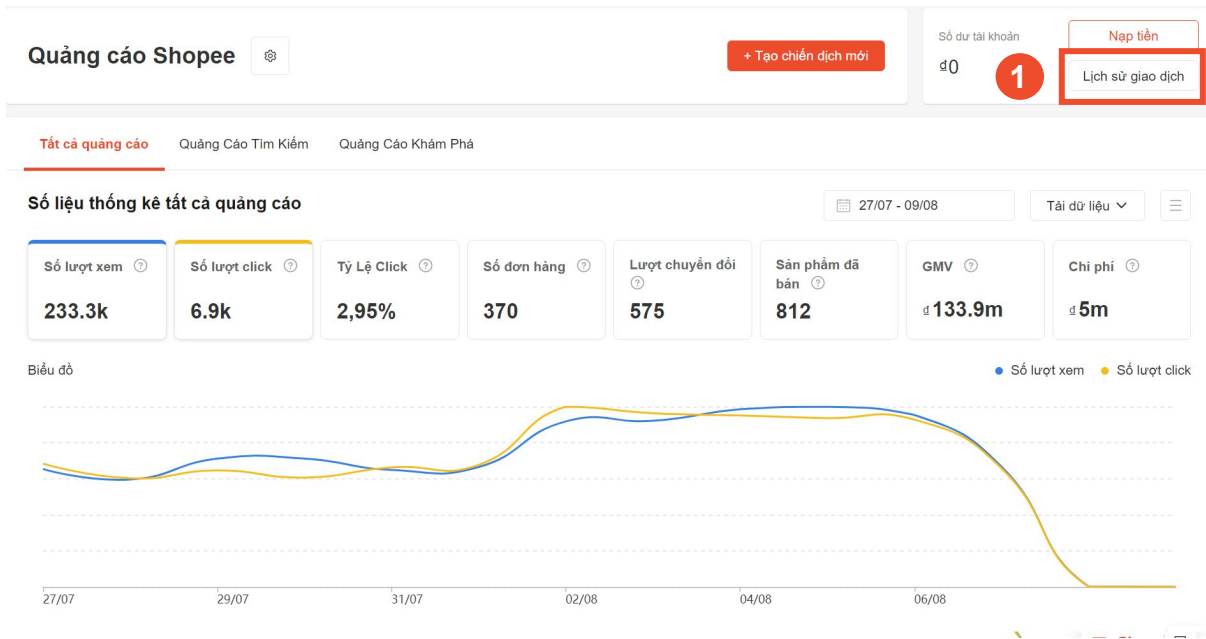 Quảng cáo Shopee
+ Tạo chiến dịch mới
Số dư tài khoản
₫0
Nạp tiền
1
Lịch sử giao dịch
Tất cả quảng cáo
Quảng Cáo Tìm Kiếm
Quảng Cáo Khám Phá
Số liệu thống kê tất cả quảng cáo
27/07 - 09/08
Tải dữ liệu
Số lượt xem ?
233.3k
Số lượt click ?
6.9k
Tỷ Lệ Click ?
2,95%
Số đơn hàng ?
370
Lượt chuyển đổi
?
575
Sản phẩm đã
bán ?
812
GMV ?
₫133.9m
Chi phí ?
₫5m
Biểu đồ
Số lượt xem
Số lượt click
27/07
29/07
31/07
02/08
04/08
06/08